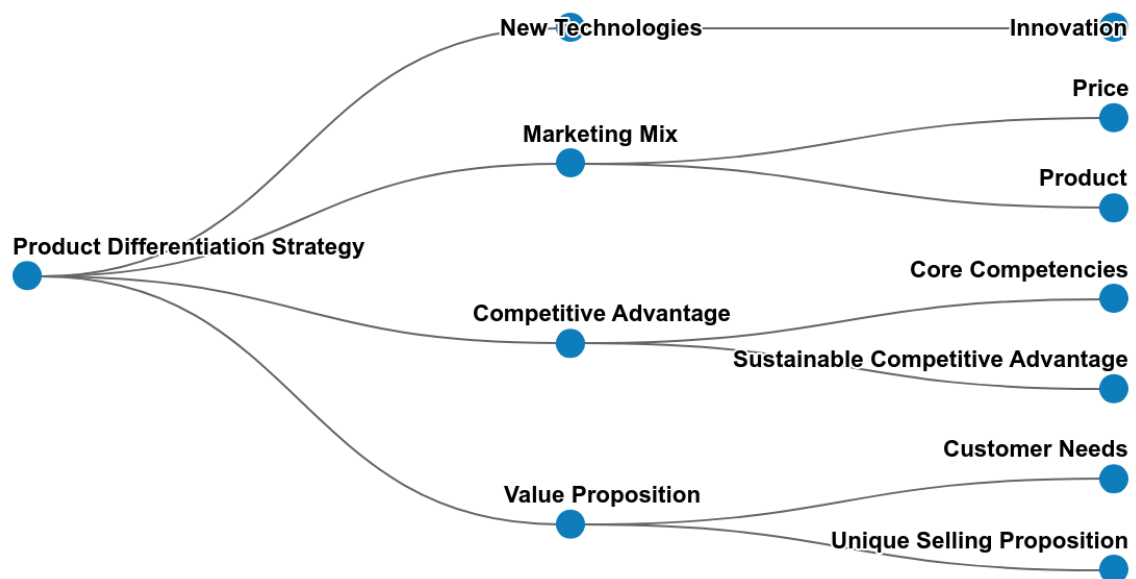 New Technologies
Innovation
Price
Marketing Mix
Product
Product Differentiation Strategy
Core Competencies
Competitive Advantage
Sustainable Competitive Advantage
Customer Needs
Value Proposition
Unique Selling Proposition